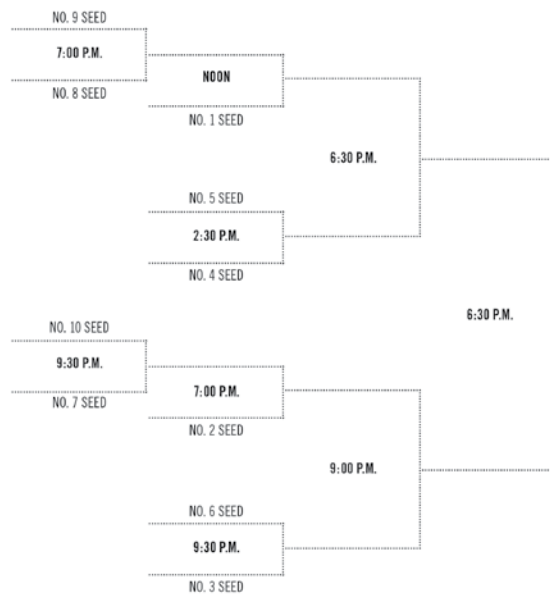 NO. 9 SEED
7:00 P.M.
NO. 8 SEED
NOON
NO. 1 SEED
6:30 P.M.
NO. 5 SEED
2:30 P.M.
NO. 4 SEED
6:30 P.M.
NO. 10 SEED
9:30 P.M.
NO. 7 SEED
7:00 P.M.
NO. 2 SEED
9:00 P.M.
NO. 6 SEED
9:30 P.M.
NO. 3 SEED